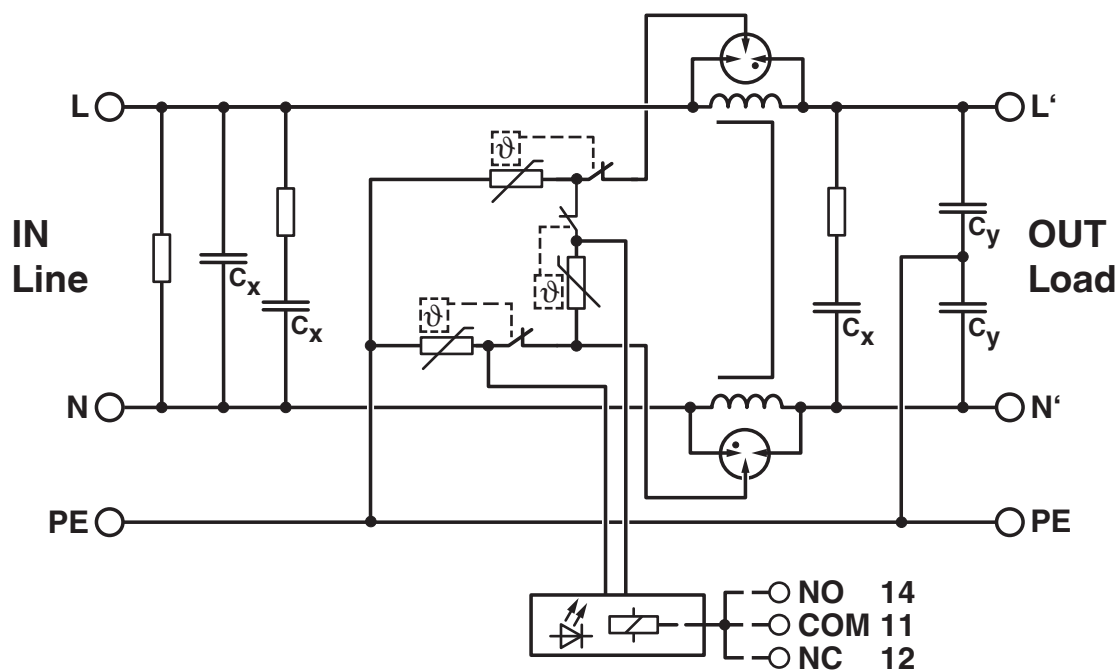 L
L‘
ϑ
IN
Line
Cx
Cx
ϑ
ϑ
Cx
Cy
Cy
OUT
Load
N
N‘
PE
PE
NO 14
COM 11
NC 12